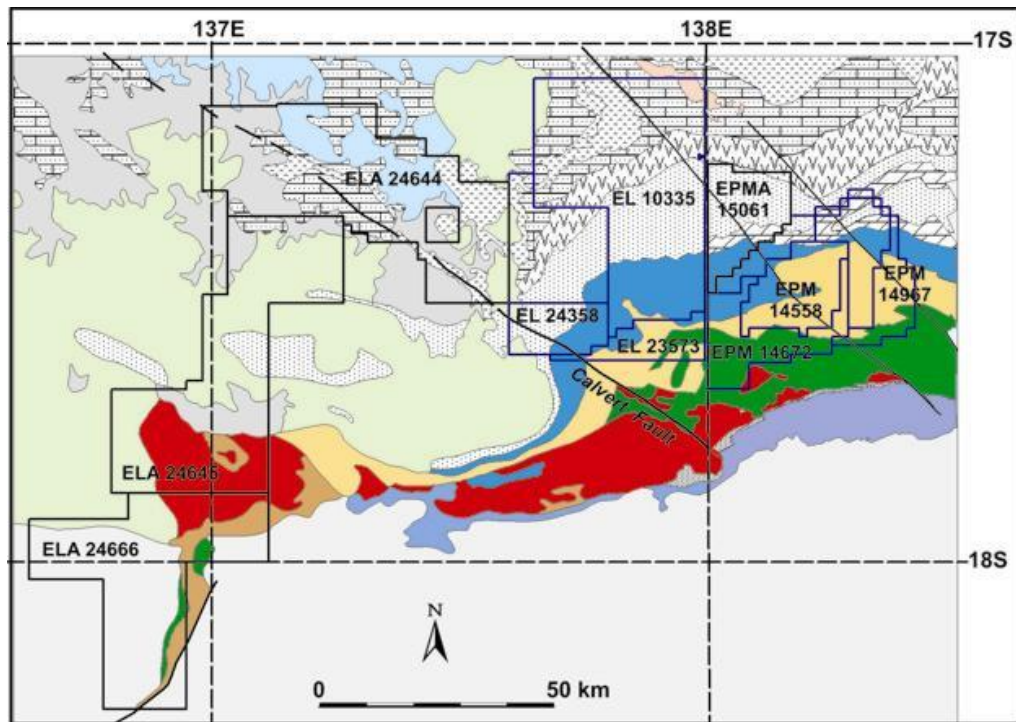 137E
138E
17S
ELA 24644
EL 10335
EPMA
15061
EPM
14967
EPM
14558
EL 24358
EL 23573
EPM 14672
Calvert Fault
ELA 24645
ELA 24666
18S
N
0
50 km